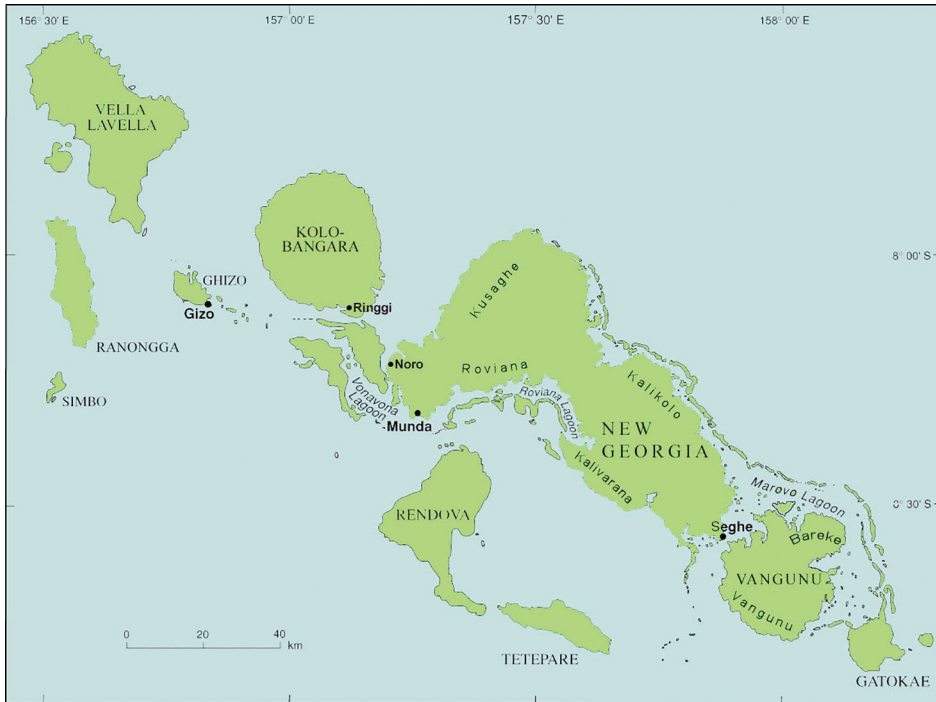 156° 30' E
157° 00' E
157° 30' E
158° 00' E
VELLA
LAVELLA
KOLO-
BANGARA
8° 00' S
GHIZO
Gizo
Ringgi
Kusaghe
RANONGGA
Noro
Roviana
SIMBO
Vonavona
Lagoon
Munda
Roviana Lagoon
Kalikolo
NEW
GEORGIA
Kalivarana
Marovo Lagoon
RENDOVA
8° 30' S
Seghe
Bareke
VANGUNU
Vangunu
0 20 40
km
TETEPARE
GATOKAE